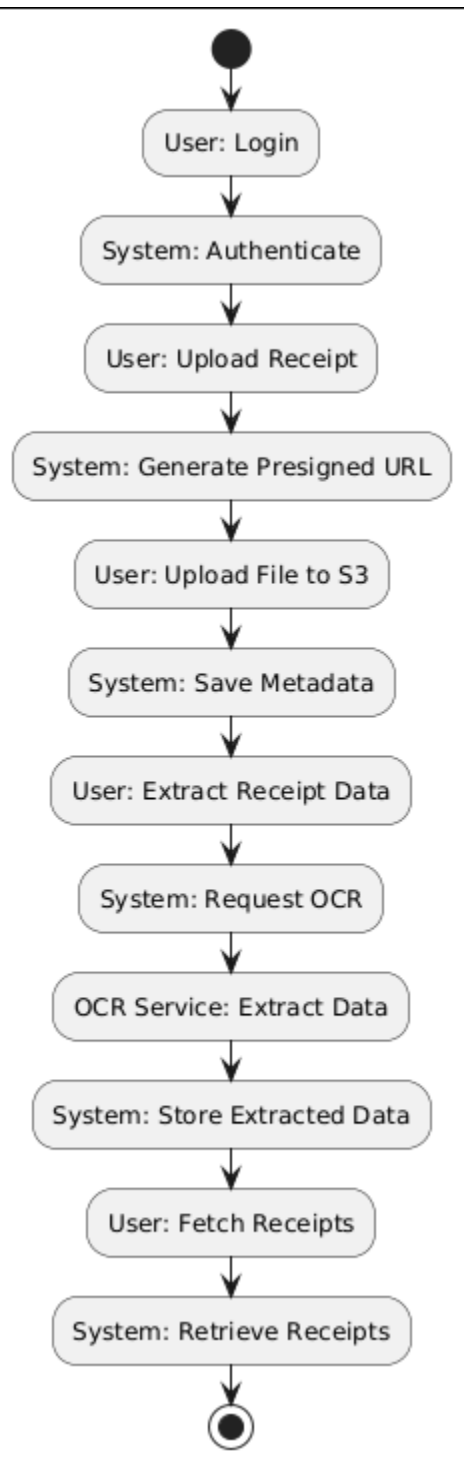 User: Login
System: Authenticate
User: Upload Receipt
System: Generate Presigned URL
User: Upload File to S3
System: Save Metadata
User: Extract Receipt Data
System: Request OCR
OCR Service: Extract Data
System: Store Extracted Data
User: Fetch Receipts
System: Retrieve Receipts